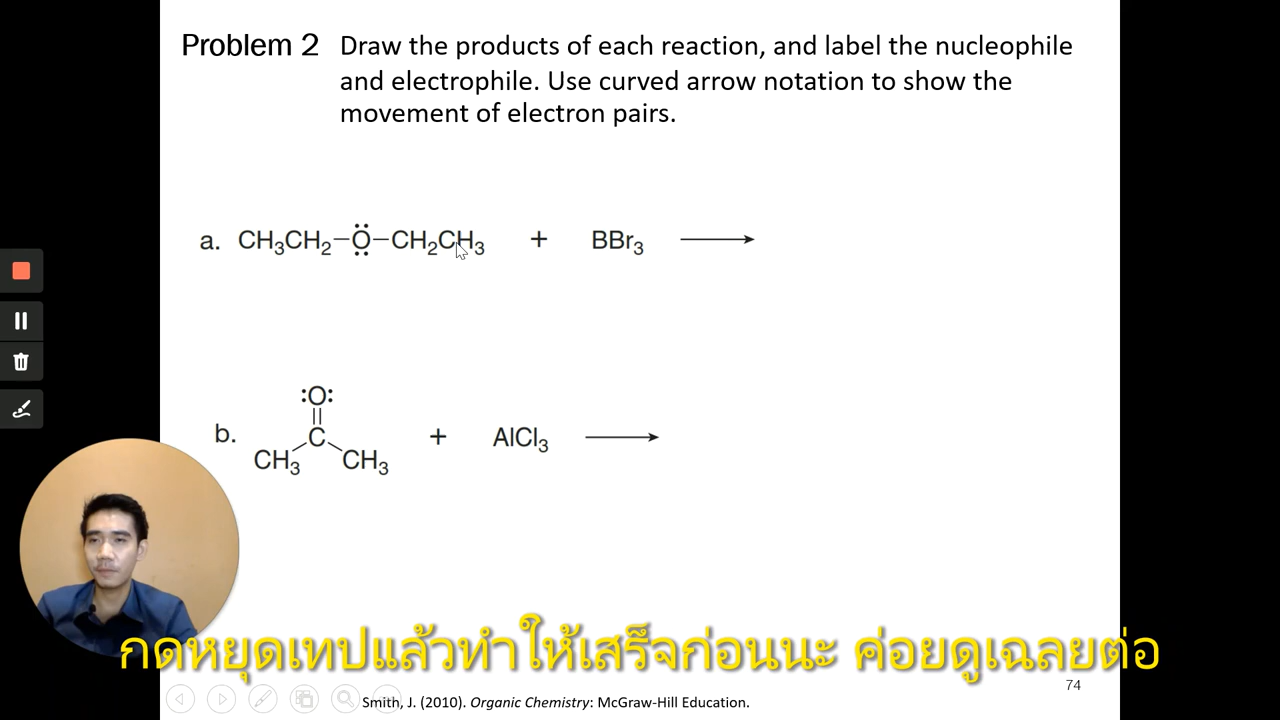 Problem 2 Draw the products of each reaction, and label the nucleophile
and electrophile. Use curved arrow notation to show the
movement of electron pairs.
a. CH₃CH₂–Ö–CH₂CH₃ + BBr₃ ⟶
:O:
||
b. C + AlCl₃ ⟶
CH₃ CH₃
กดหยุดเทปแล้วทำให้เสร็จก่อนนะ ค่อยดูเฉลยต่อ
74
Smith, J. (2010). Organic Chemistry: McGraw-Hill Education.